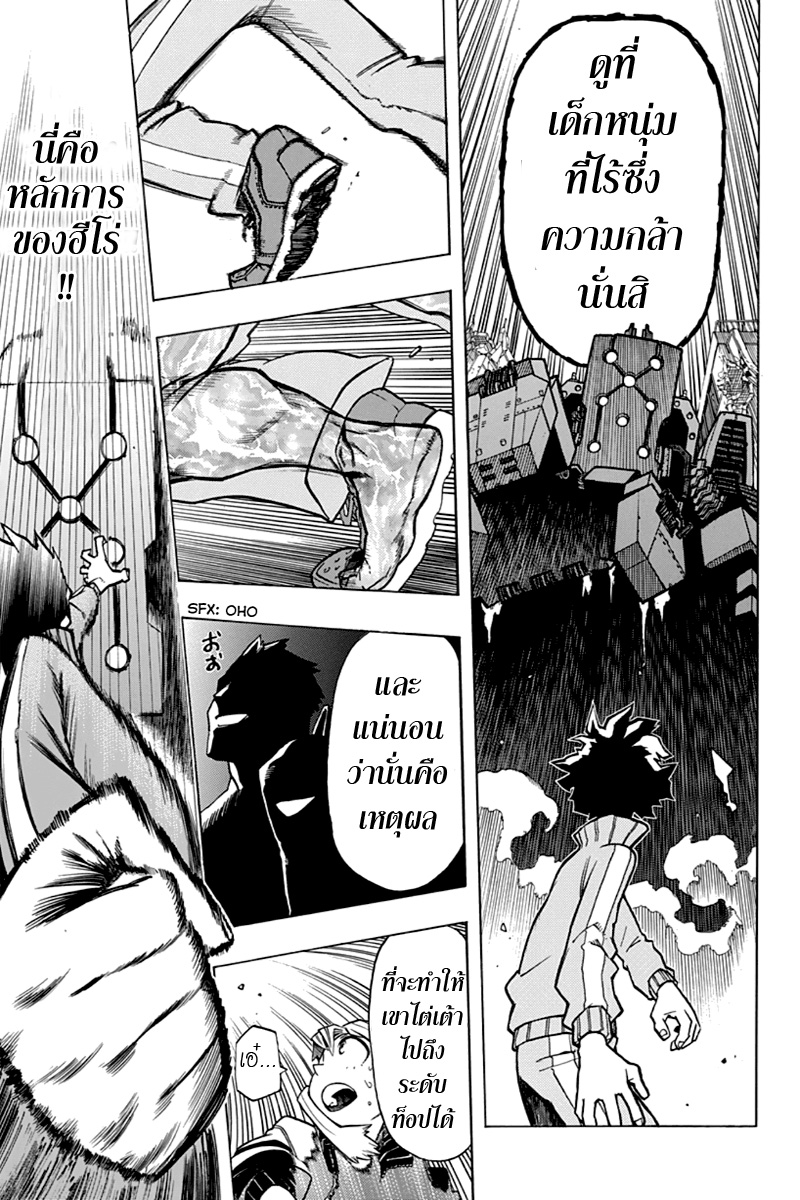 ดูที่
เด็กหนุ่ม
ที่ไร้ซึ่ง
ความกล้า
นั่นสิ
SFX: OHO
おお
และ
แน่นอน
ว่านั่นคือ
เหตุผล
ที่จะทำให้
เขาไต่เต้า
ไปถึง
ระดับ
ท็อปได้
เอ๋...
นี่คือ
หลักการ
ของฮีโร่
!!